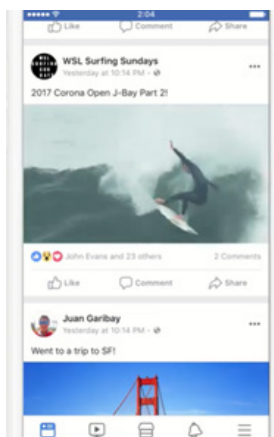 2:04
Like Comment Share
WSL Surfing Sundays
Yesterday at 10:14 PM
2017 Corona Open J-Bay Part 2!
John Evans and 23 others 2 Comments
Like Comment Share
Juan Garibay
Yesterday at 10:14 PM
Went to a trip to SF!